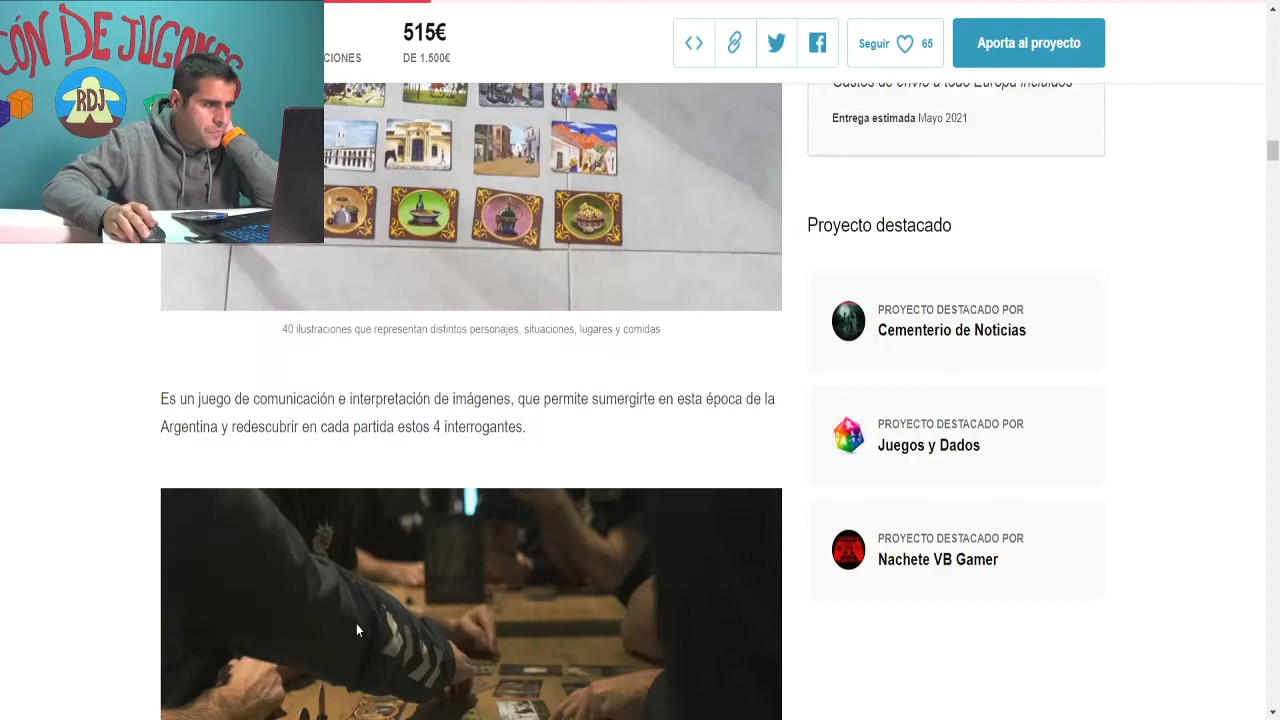 CÓN DE JUGONES
RDJ
CIONES
515€
DE 1.500€
Seguir
65
Aporta al proyecto
Gastos de envío a todo Europa incluidos
Entrega estimada Mayo 2021
Proyecto destacado
PROYECTO DESTACADO POR
Cementerio de Noticias
PROYECTO DESTACADO POR
Juegos y Dados
PROYECTO DESTACADO POR
Nachete VB Gamer
40 ilustraciones que representan distintos personajes, situaciones, lugares y comidas
Es un juego de comunicación e interpretación de imágenes, que permite sumergirte en esta época de la
Argentina y redescubrir en cada partida estos 4 interrogantes.